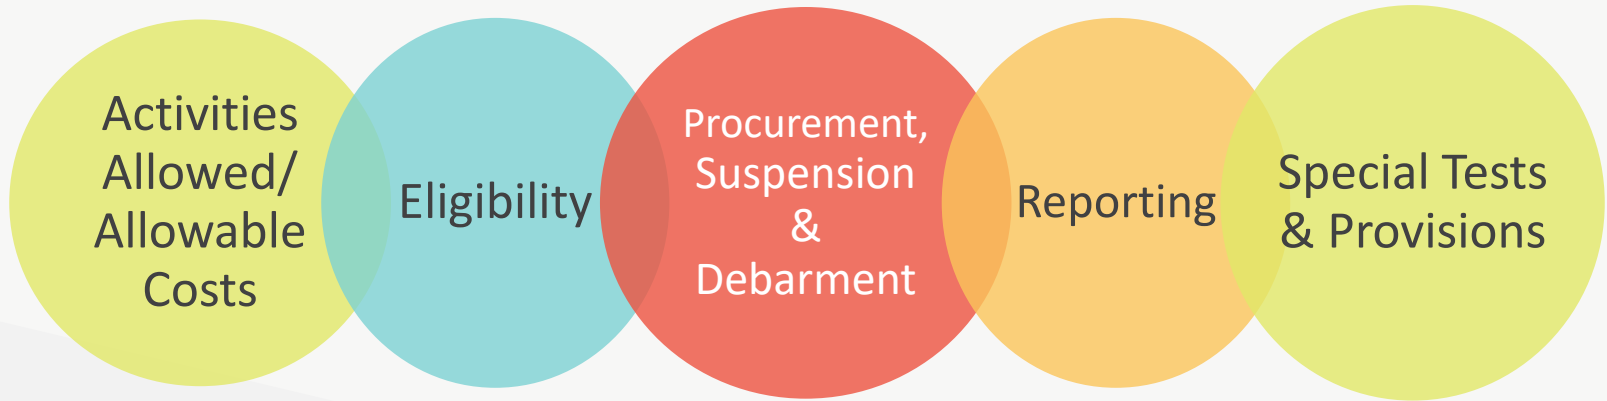 Activities
Allowed/
Allowable
Costs
Eligibility
Procurement,
Suspension
&
Debarment
Reporting
Special Tests
& Provisions